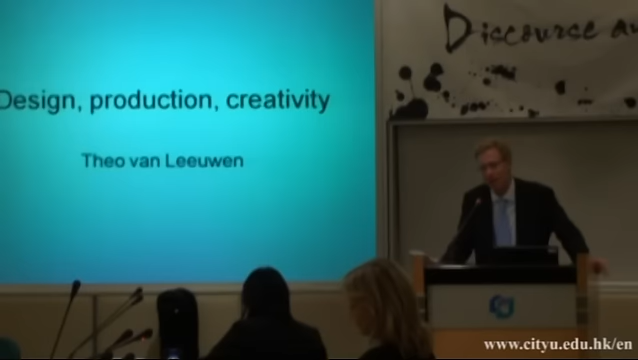 Design, production, creativity
Theo van Leeuwen
Discourse
www.cityu.edu.hk/en